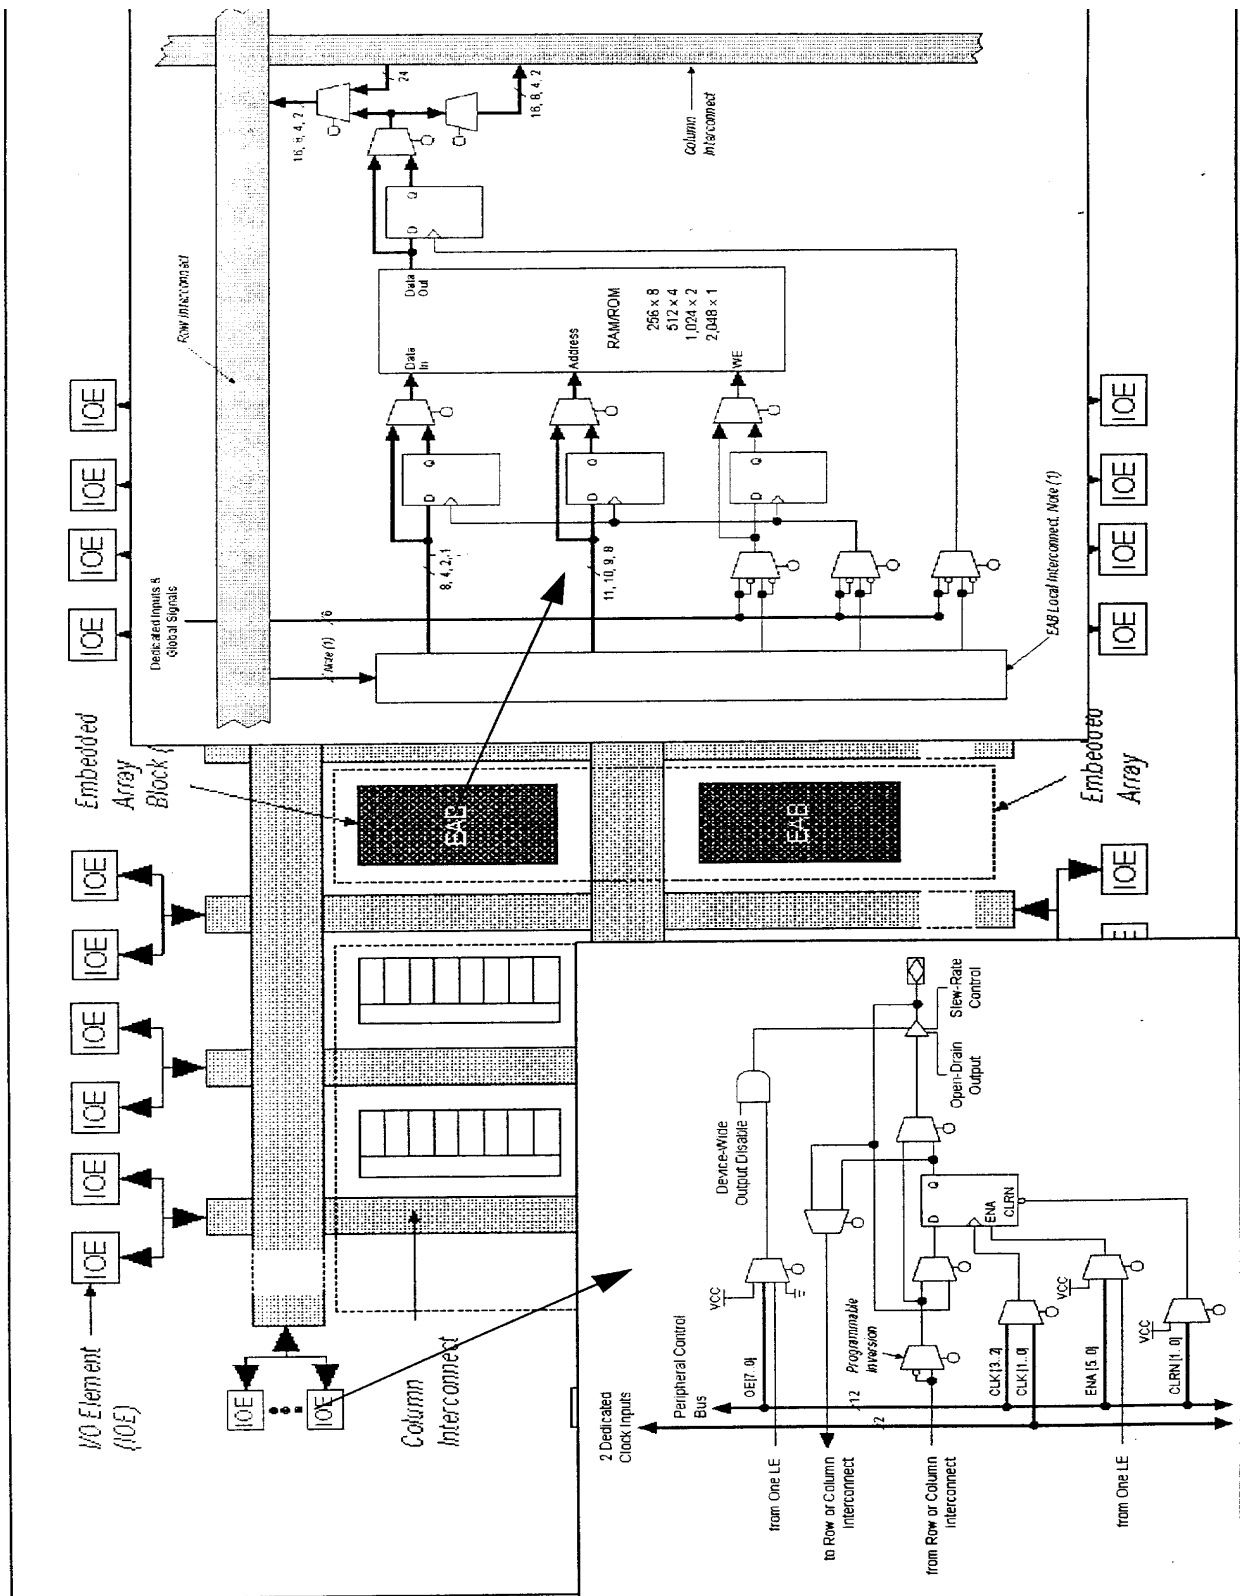 IOE
IOE
IOE
IOE
IOE
IOE
IOE
IOE
IOE
IOE
I/O Element
(IOE)
IOE
IOE
Column
Interconnect
Embedded
Array
Block (
EAB
EAB
Embedded
Array
IOE
IOE
IOE
IOE
IOE
Dedicated Inputs &
Global Signals
Row Interconnect
6
Note (1)
8, 4, 2, 1
11, 10, 9, 8
D
Q
D
Q
D
Q
Data
In
Address
WE
Data
Out
RAM/ROM
256 x 8
512 x 4
1,024 x 2
2,048 x 1
D
Q
24
16, 8, 4, 2
16, 8, 4, 2
Column
Interconnect
EAB Local Interconnect, Note (1)
2 Dedicated
Clock Inputs
Peripheral Control
Bus
OE[7..0]
12
2
VCC
Device-Wide
Output Disable
Programmable
Inversion
D
Q
ENA
CLRN
CLK[3..2]
CLK[1..0]
ENA[5..0]
VCC
CLRN[1..0]
VCC
Open-Drain
Output
Slew-Rate
Control
from One LE
to Row or Column
Interconnect
from Row or Column
Interconnect
from One LE